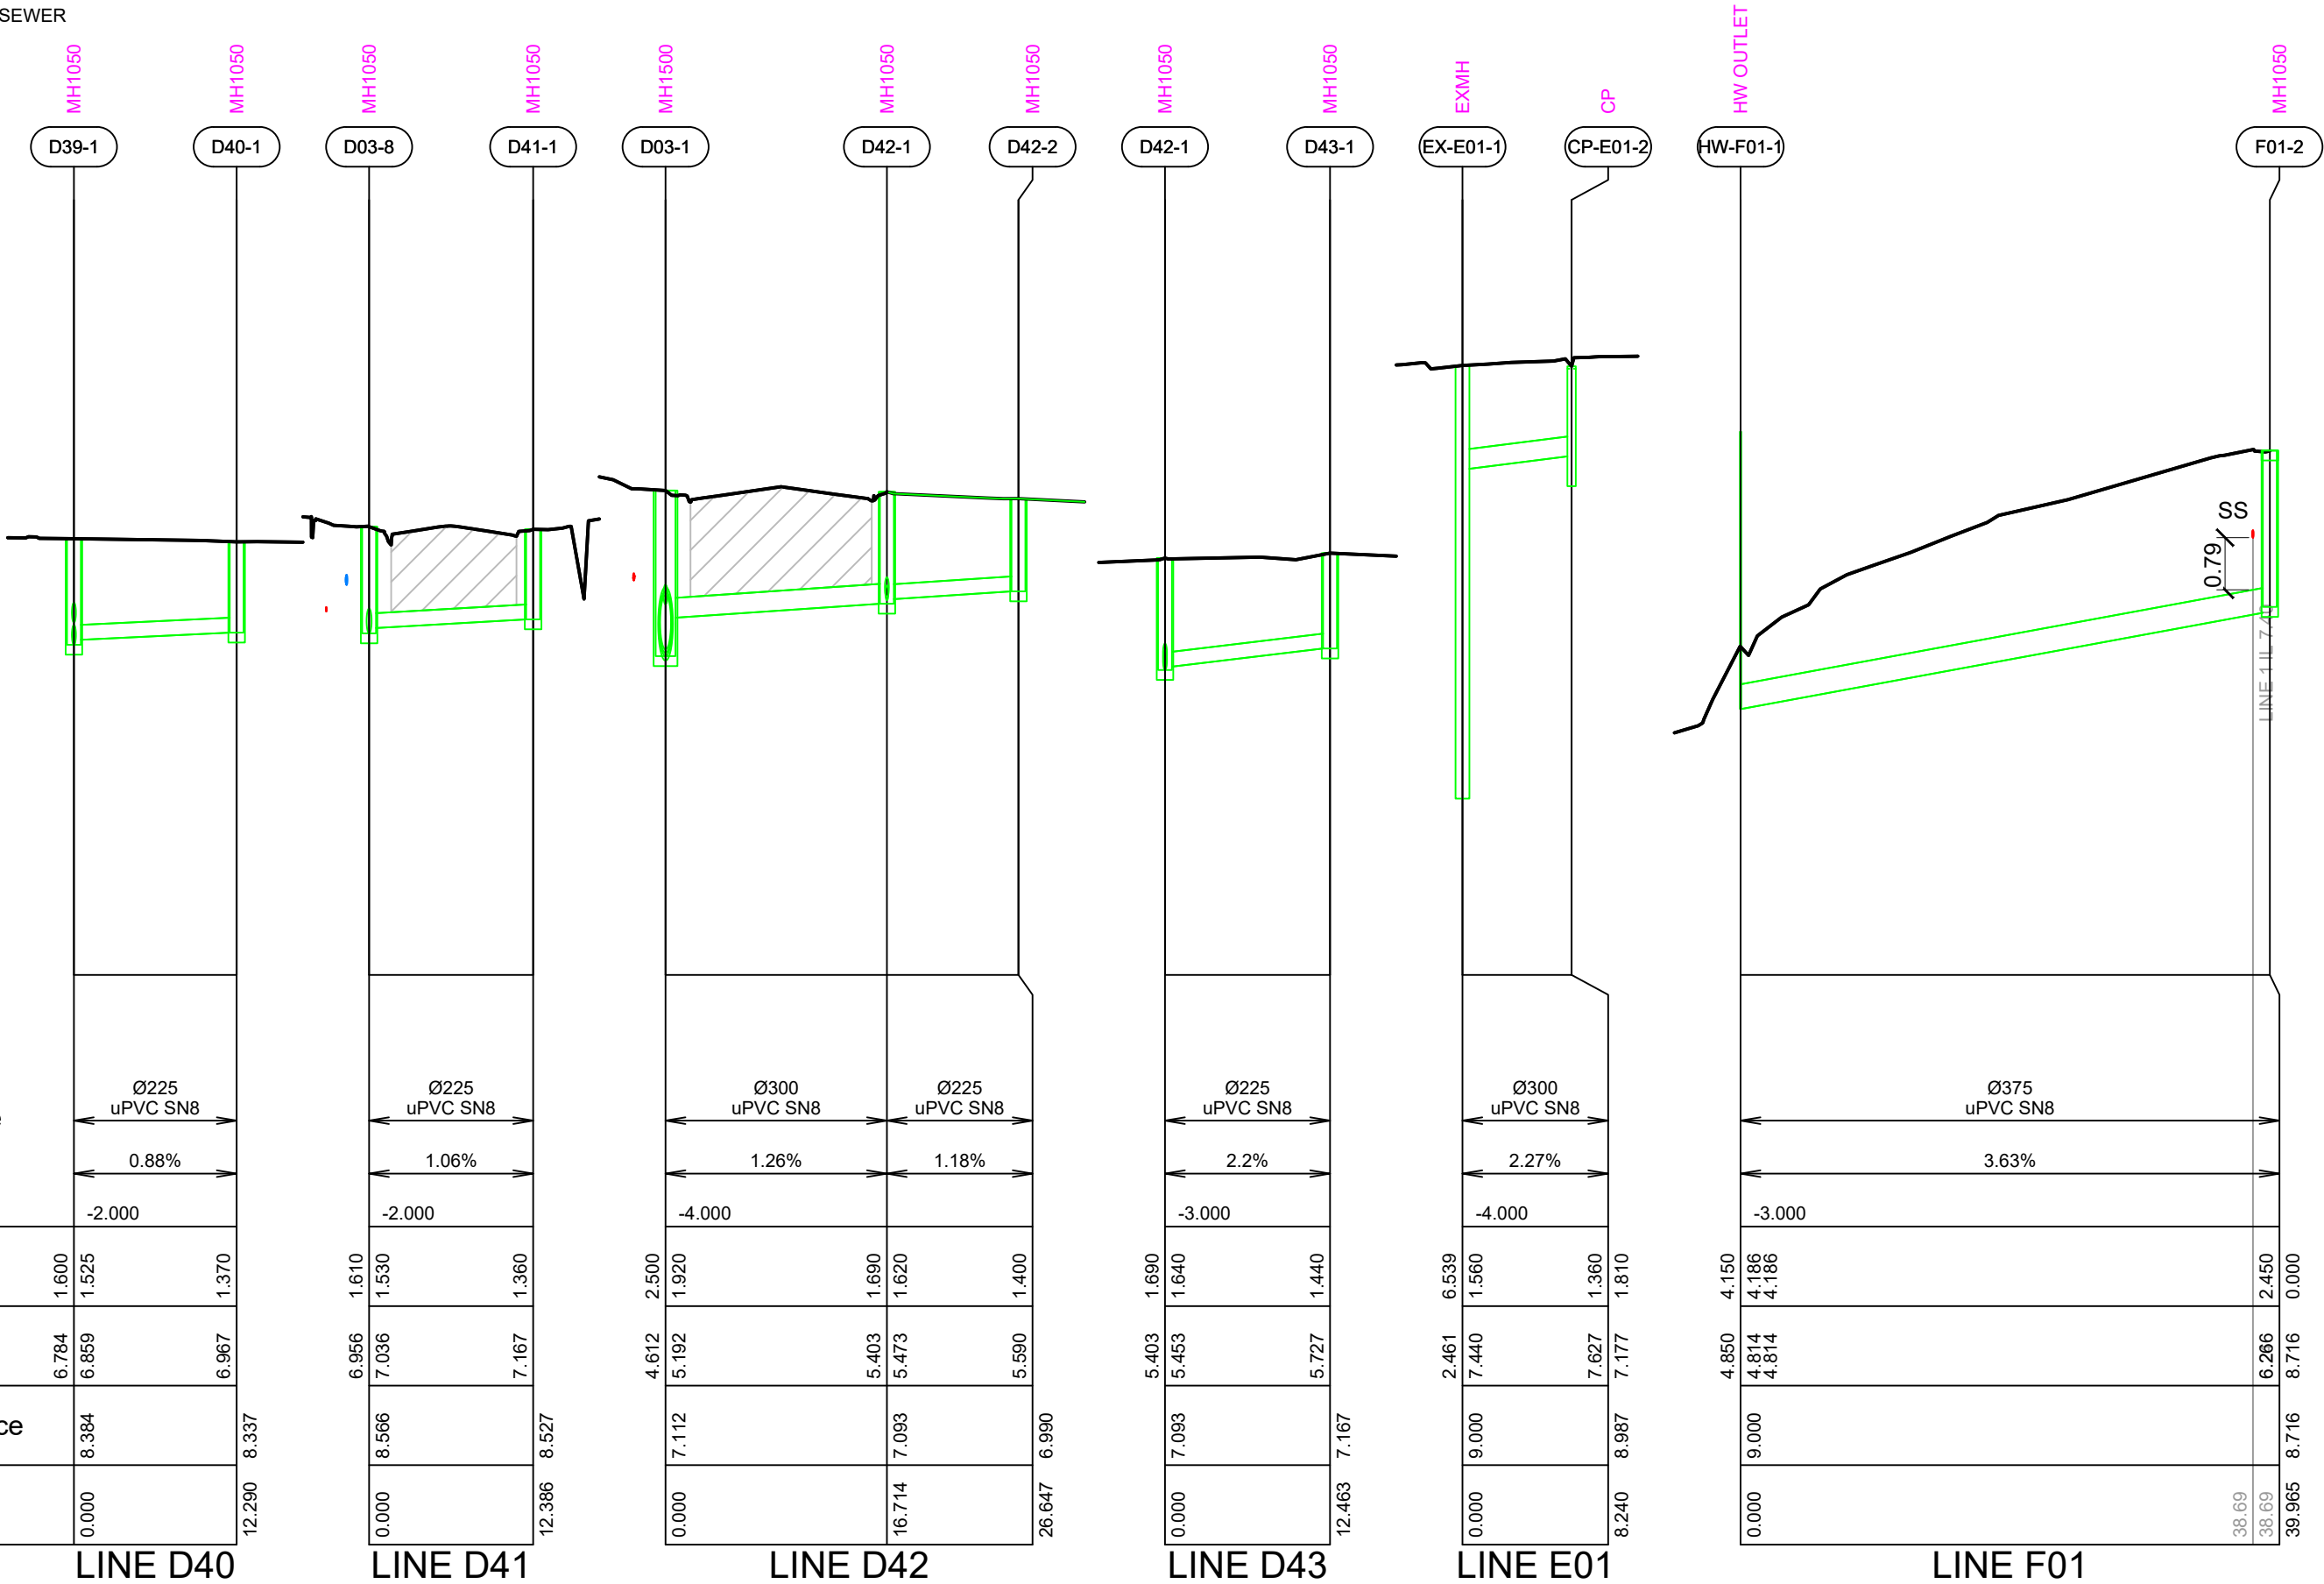 SEWER
MH1050
MH1050
MH1050
MH1050
MH1500
MH1050
MH1050
MH1050
MH1050
EXMH
CP
HW OUTLET
MH1050
D39-1
D40-1
D03-8
D41-1
D03-1
D42-1
D42-2
D42-1
D43-1
EX-E01-1
CP-E01-2
HW-F01-1
F01-2
SS
0.79
Ø225
uPVC SN8
Ø225
uPVC SN8
Ø300
uPVC SN8
Ø225
uPVC SN8
Ø225
uPVC SN8
Ø300
uPVC SN8
Ø375
uPVC SN8
0.88%
1.06%
1.26%
1.18%
2.2%
2.27%
3.63%
-2.000
-2.000
-4.000
-3.000
-4.000
-3.000
1.600
1.525
1.370
1.610
1.530
1.360
2.500
1.920
1.690
1.620
1.400
1.690
1.640
1.440
6.539
1.560
1.360
1.810
4.150
4.186
4.186
2.450
0.000
6.784
6.859
6.967
6.956
7.036
7.167
4.612
5.192
5.403
5.473
5.590
5.403
5.453
5.727
2.461
7.440
7.627
7.177
4.850
4.814
4.814
6.266
8.716
8.384
8.337
8.566
8.527
7.112
7.093
6.990
7.093
7.167
9.000
8.987
9.000
8.716
0.000
12.290
0.000
12.386
0.000
16.714
26.647
0.000
12.463
0.000
8.240
0.000
38.69
38.69
39.965
LINE 1 IL
LINE D40
LINE D41
LINE D42
LINE D43
LINE E01
LINE F01